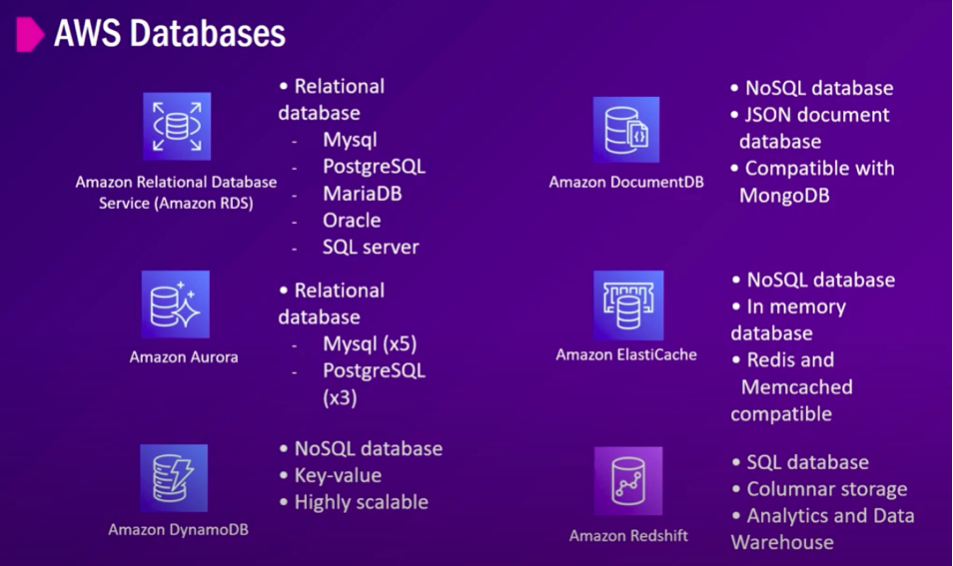 AWS Databases
Amazon Relational Database
Service (Amazon RDS)
• Relational
database
- Mysql
- PostgreSQL
- MariaDB
- Oracle
- SQL server
Amazon Aurora
• Relational
database
- Mysql (x5)
- PostgreSQL
(x3)
Amazon DynamoDB
• NoSQL database
• Key-value
• Highly scalable
Amazon DocumentDB
• NoSQL database
• JSON document
database
• Compatible with
MongoDB
Amazon ElastiCache
• NoSQL database
• In memory
database
• Redis and
Memcached
compatible
Amazon Redshift
• SQL database
• Columnar storage
• Analytics and Data
Warehouse